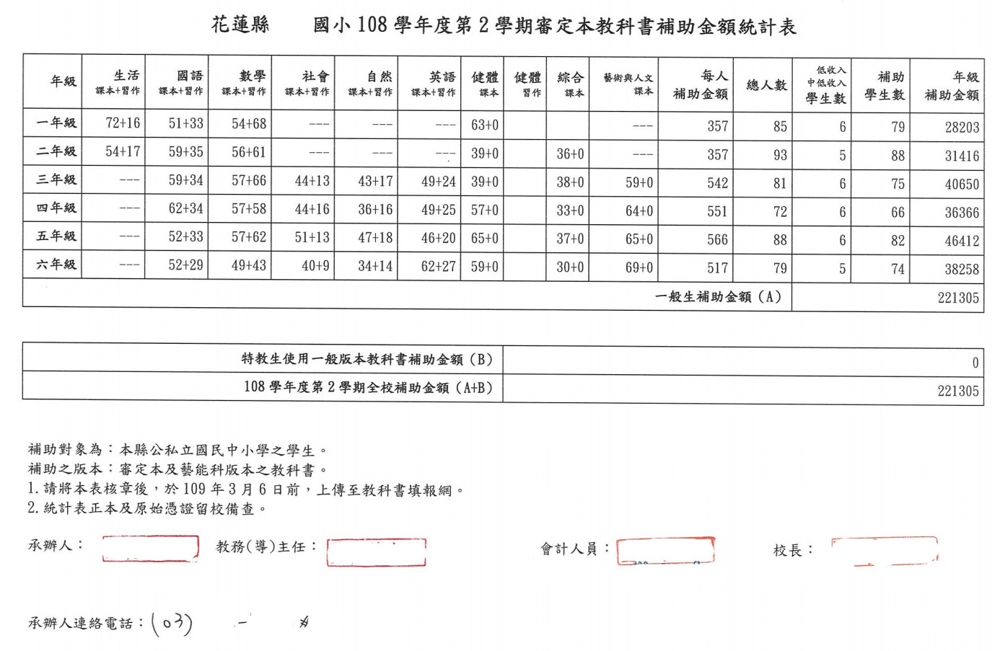 花蓮縣 國小108學年度第2學期審定本教科書補助金額統計表
年級 生活 課本+習作 國語 課本+習作 數學 課本+習作 社會 課本+習作 自然 課本+習作 英語 課本+習作 健體 課本 健體 習作 綜合 課本 藝術與人文 課本 每人 補助金額 總人數 低收入 中低收入 學生數 補助 學生數 年級 補助金額
一年級 72+16 51+33 54+68 --- --- --- 63+0 --- 357 85 6 79 28203
二年級 54+17 59+35 56+61 --- --- --- 39+0 36+0 --- 357 93 5 88 31416
三年級 --- 59+34 57+66 44+13 43+17 49+24 39+0 38+0 59+0 542 81 6 75 40650
四年級 --- 62+34 57+58 44+16 36+16 49+25 57+0 33+0 64+0 551 72 6 66 36366
五年級 --- 52+33 57+62 51+13 47+18 46+20 65+0 37+0 65+0 566 88 6 82 46412
六年級 --- 52+29 49+43 40+9 34+14 62+27 59+0 30+0 69+0 517 79 5 74 38258
一般生補助金額(A) 221305
特教生使用一般版本教科書補助金額(B) 0
108學年度第2學期全校補助金額(A+B) 221305
補助對象為：本縣公私立國民中小學之學生。
補助之版本：審定本及藝能科版本之教科書。
1.請將本表核章後，於109年3月6日前，上傳至教科書填報網。
2.統計表正本及原始憑證留校備查。
承辦人： 教務(導)主任： 會計人員： 校長：
承辦人連絡電話：(03) - #